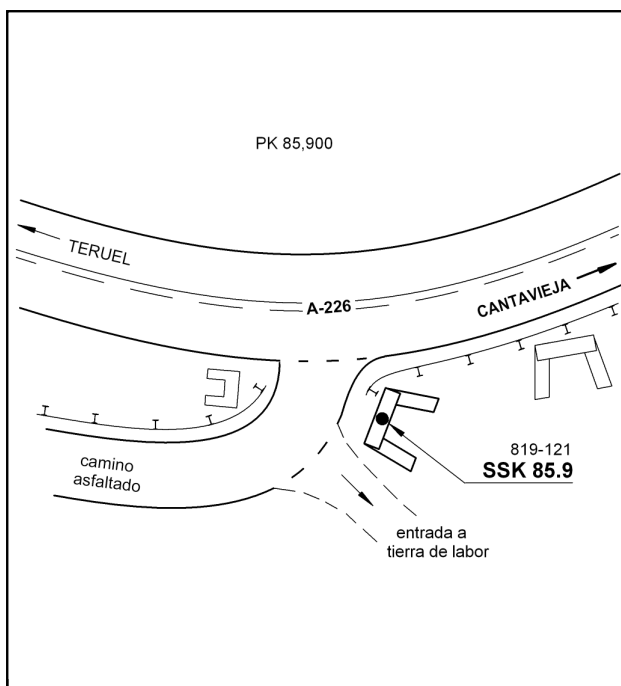 PK 85,900
TERUEL
A-226
CANTAVIEJA
819-121
SSK 85.9
camino
asfaltado
entrada a
tierra de labor